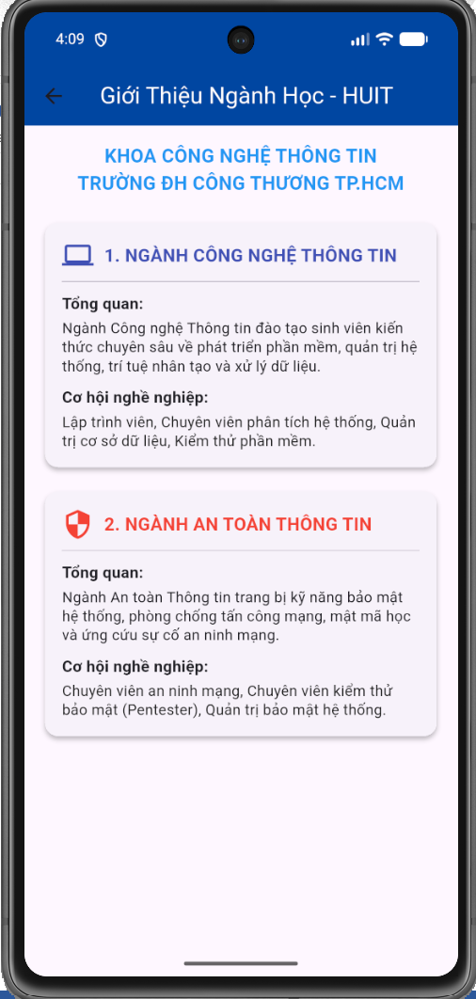 4:09
Giới Thiệu Ngành Học - HUIT
KHOA CÔNG NGHỆ THÔNG TIN
TRƯỜNG ĐH CÔNG THƯƠNG TP.HCM
1. NGÀNH CÔNG NGHỆ THÔNG TIN
Tổng quan:
Ngành Công nghệ Thông tin đào tạo sinh viên kiến
thức chuyên sâu về phát triển phần mềm, quản trị hệ
thống, trí tuệ nhân tạo và xử lý dữ liệu.
Cơ hội nghề nghiệp:
Lập trình viên, Chuyên viên phân tích hệ thống, Quản
trị cơ sở dữ liệu, Kiểm thử phần mềm.
2. NGÀNH AN TOÀN THÔNG TIN
Tổng quan:
Ngành An toàn Thông tin trang bị kỹ năng bảo mật
hệ thống, phòng chống tấn công mạng, mật mã học
và ứng cứu sự cố an ninh mạng.
Cơ hội nghề nghiệp:
Chuyên viên an ninh mạng, Chuyên viên kiểm thử
bảo mật (Pentester), Quản trị bảo mật hệ thống.